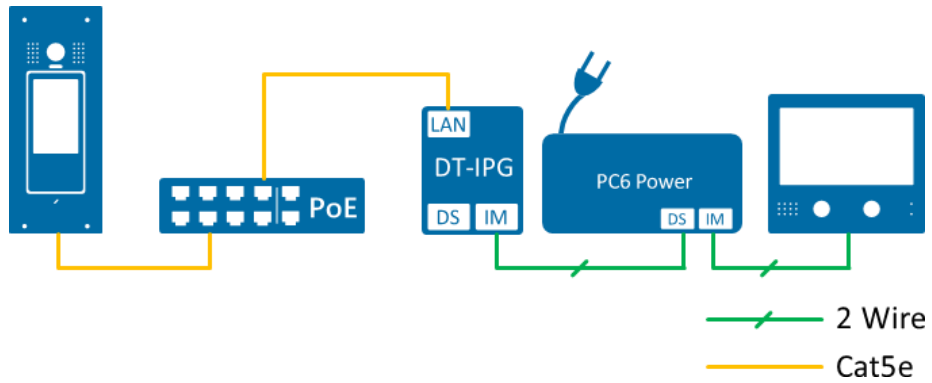 LAN
DT-IPG
DS IM
PoE
PC6 Power
DS IM
2 Wire
Cat5e